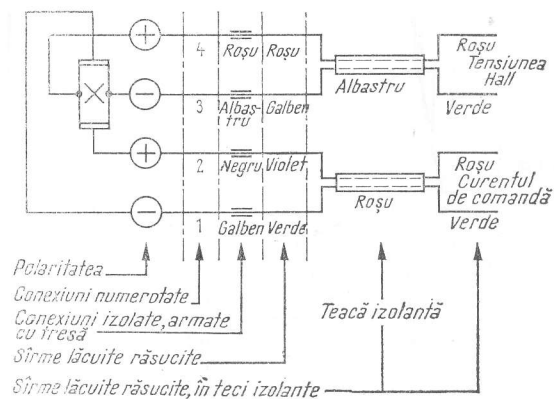 + 4 Roșu Roșu
Roșu
Tensiunea
Hall
Albastru
− 3 Albaș- Galben
tru
Verde
+ 2 Negru Violet
Roșu
Curentul
de comandă
Roșu
− 1 Galben Verde
Verde
Polaritatea
Conexiuni numerotate
Conexiuni izolate, armate
cu tresă
Teacă izolantă
Sîrme lăcuite răsucite
Sîrme lăcuite răsucite, în teci izolante